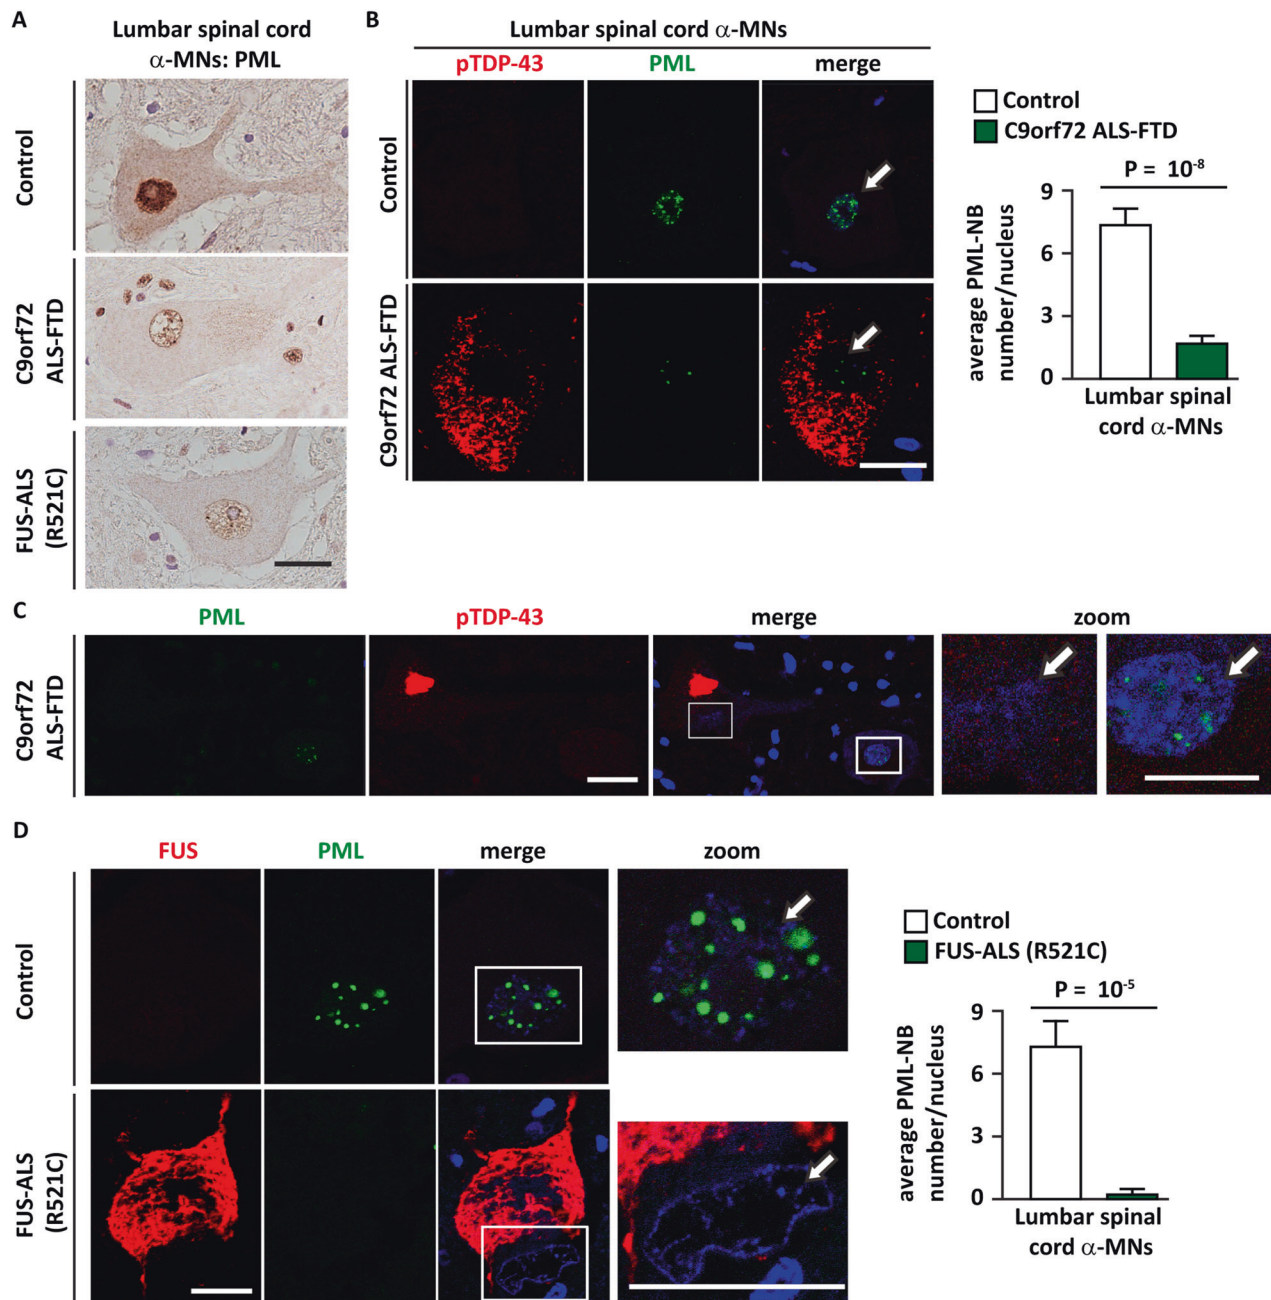 A
Lumbar spinal cord
α-MNs: PML
Control
C9orf72
ALS-FTD
FUS-ALS
(R521C)
B
Lumbar spinal cord α-MNs
pTDP-43
PML
merge
Control
C9orf72 ALS-FTD
Control
C9orf72 ALS-FTD
P = 10-8
9
6
3
0
average PML-NB
number/nucleus
Lumbar spinal
cord α-MNs
C
PML
pTDP-43
merge
zoom
C9orf72
ALS-FTD
D
FUS
PML
merge
zoom
Control
FUS-ALS
(R521C)
Control
FUS-ALS (R521C)
P = 10-5
9
6
3
0
average PML-NB
number/nucleus
Lumbar spinal
cord α-MNs